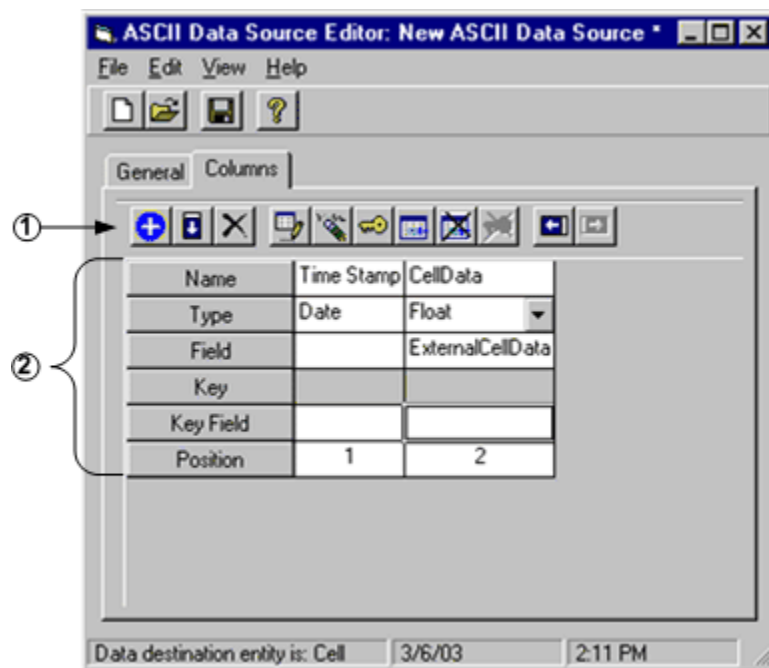 ASCII Data Source Editor: New ASCII Data Source *
File Edit View Help
General Columns
1
2
Name Time Stamp CellData
Type Date Float
Field ExternalCellData
Key
Key Field
Position 1 2
Data destination entity is: Cell 3/6/03 2:11 PM